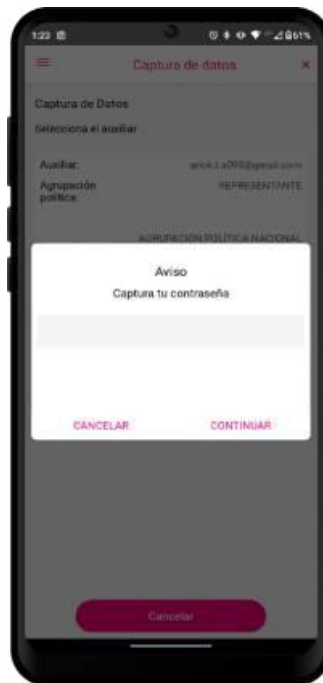 1:23
61%
Captura de datos
Captura de Datos
Selecciona el auxiliar
Auxiliar:
Agrupación REPRESENTANTE
política:
AGRUPACIÓN POLÍTICA NACIONAL
Aviso
Captura tu contraseña
CANCELAR CONTINUAR
Cancelar